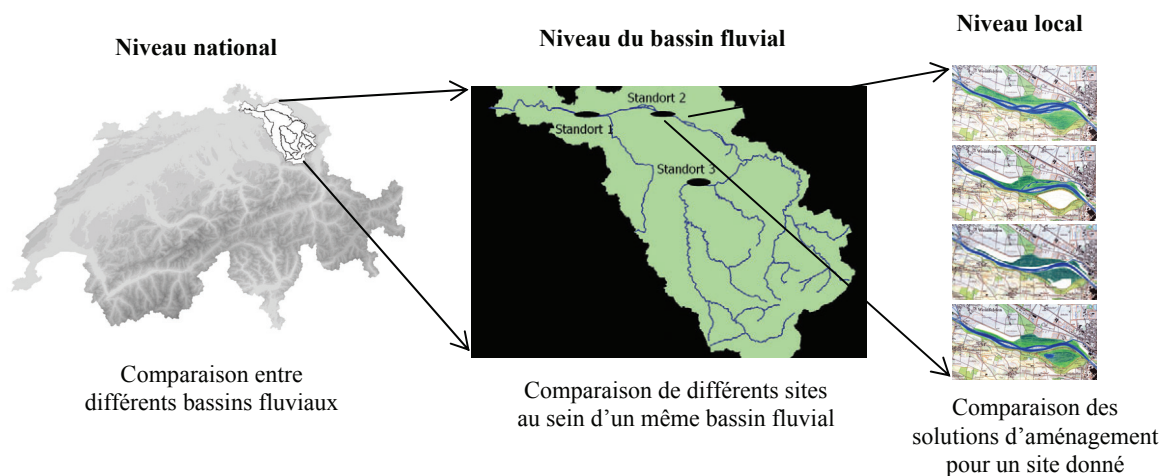 Niveau national
Niveau du bassin fluvial
Niveau local
Standort 2
Standort 1
Standort 3
Comparaison entre
différents bassins fluviaux
Comparaison de différents sites
au sein d’un même bassin fluvial
Comparaison des
solutions d’aménagement
pour un site donné